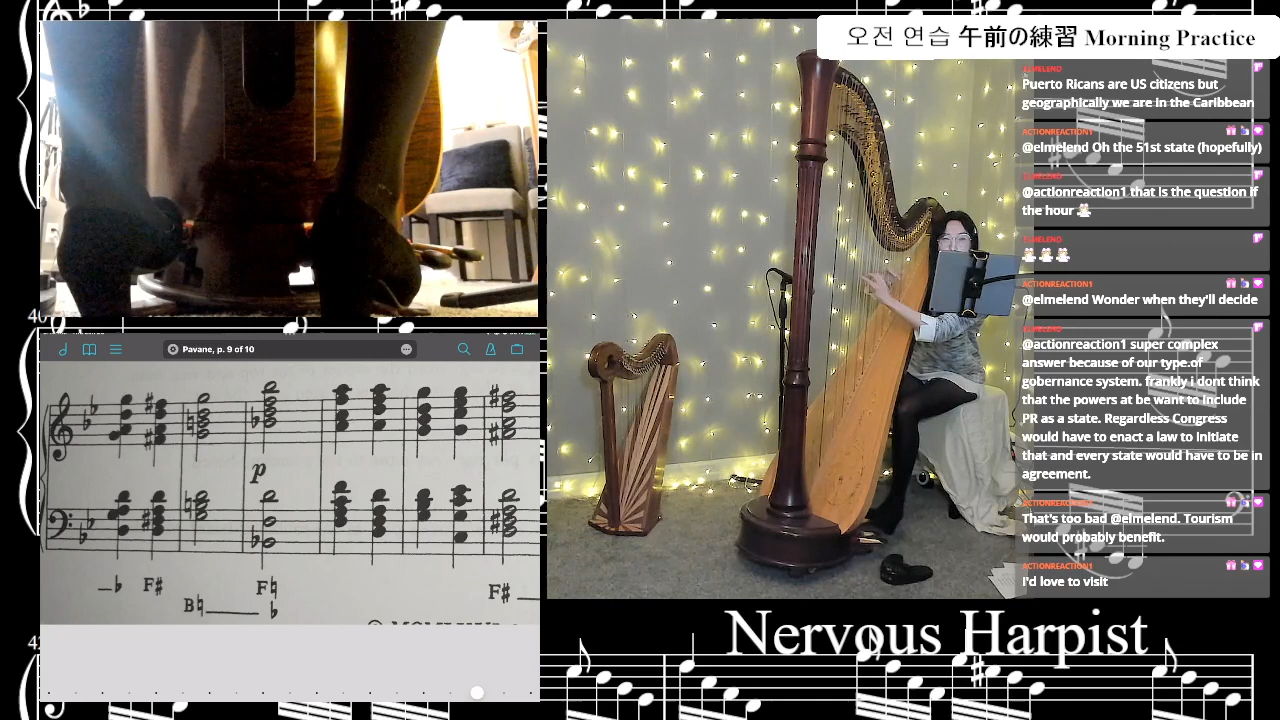 오전 연습 午前の練習 Morning Practice
ELMELEND
Puerto Ricans are US citizens but
geographically we are in the Caribbean
ACTIONREACTION1
@elmelend Oh the 51st state (hopefully)
ELMELEND
@actionreaction1 that is the question if
the hour
ELMELEND
ACTIONREACTION1
@elmelend Wonder when they'll decide
ELMELEND
@actionreaction1 super complex
answer because of our type.of
gobernance system. frankly i dont think
that the powers at be want to include
PR as a state. Regardless Congress
would have to enact a law to initiate
that and every state would have to be in
agreement.
ACTIONREACTION1
That's too bad @elmelend. Tourism
would probably benefit.
ACTIONREACTION1
I'd love to visit
40
Pavane, p. 9 of 10
p
♭ F# F♮ F#
B♮ ♭
42
Nervous Harpist